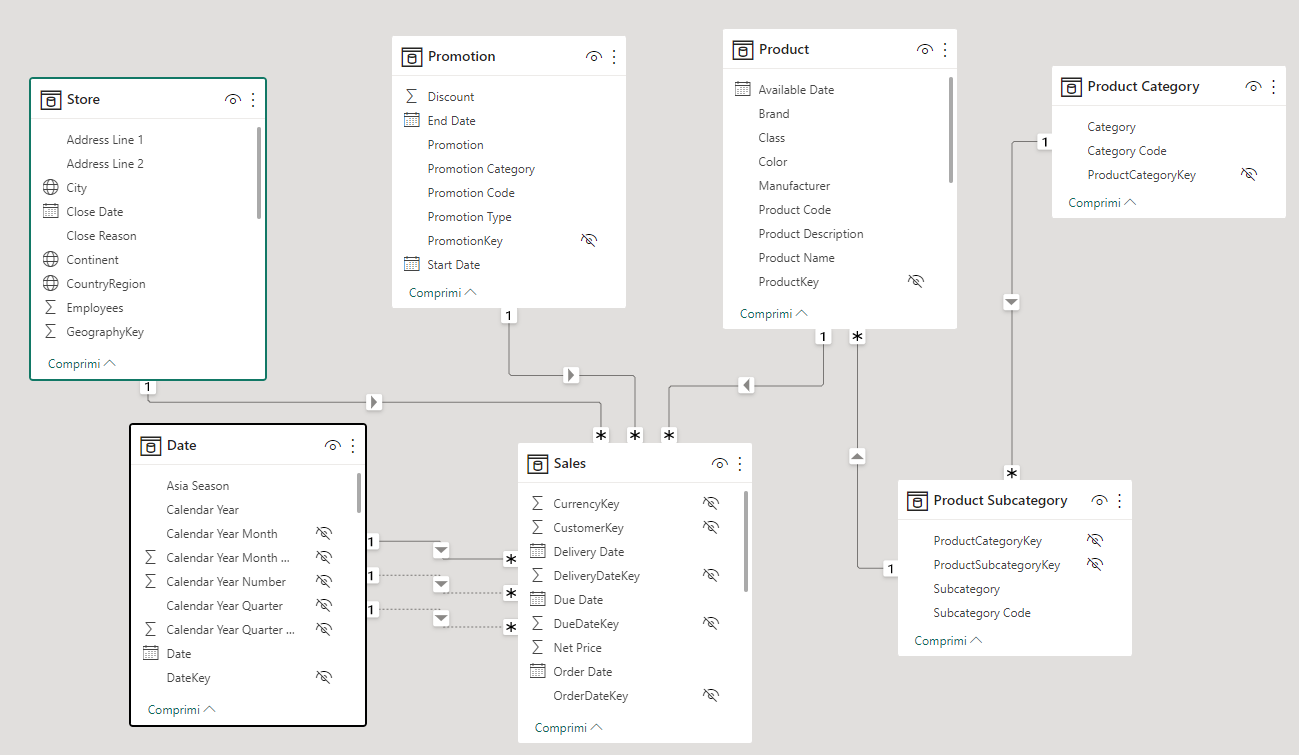 Store
Address Line 1
Address Line 2
City
Close Date
Close Reason
Continent
CountryRegion
Employees
GeographyKey
Comprimi
1
Promotion
Discount
End Date
Promotion
Promotion Category
Promotion Code
Promotion Type
PromotionKey
Start Date
Comprimi
1
Product
Available Date
Brand
Class
Color
Manufacturer
Product Code
Product Description
Product Name
ProductKey
Comprimi
1
*
Product Category
Category
Category Code
ProductCategoryKey
Comprimi
1
Date
Asia Season
Calendar Year
Calendar Year Month
Calendar Year Month ...
Calendar Year Number
Calendar Year Quarter
Calendar Year Quarter ...
Date
DateKey
Comprimi
1
1
1
*
*
*
Sales
CurrencyKey
CustomerKey
Delivery Date
DeliveryDateKey
Due Date
DueDateKey
Net Price
Order Date
OrderDateKey
Comprimi
*
*
*
*
Product Subcategory
ProductCategoryKey
ProductSubcategoryKey
Subcategory
Subcategory Code
Comprimi
1